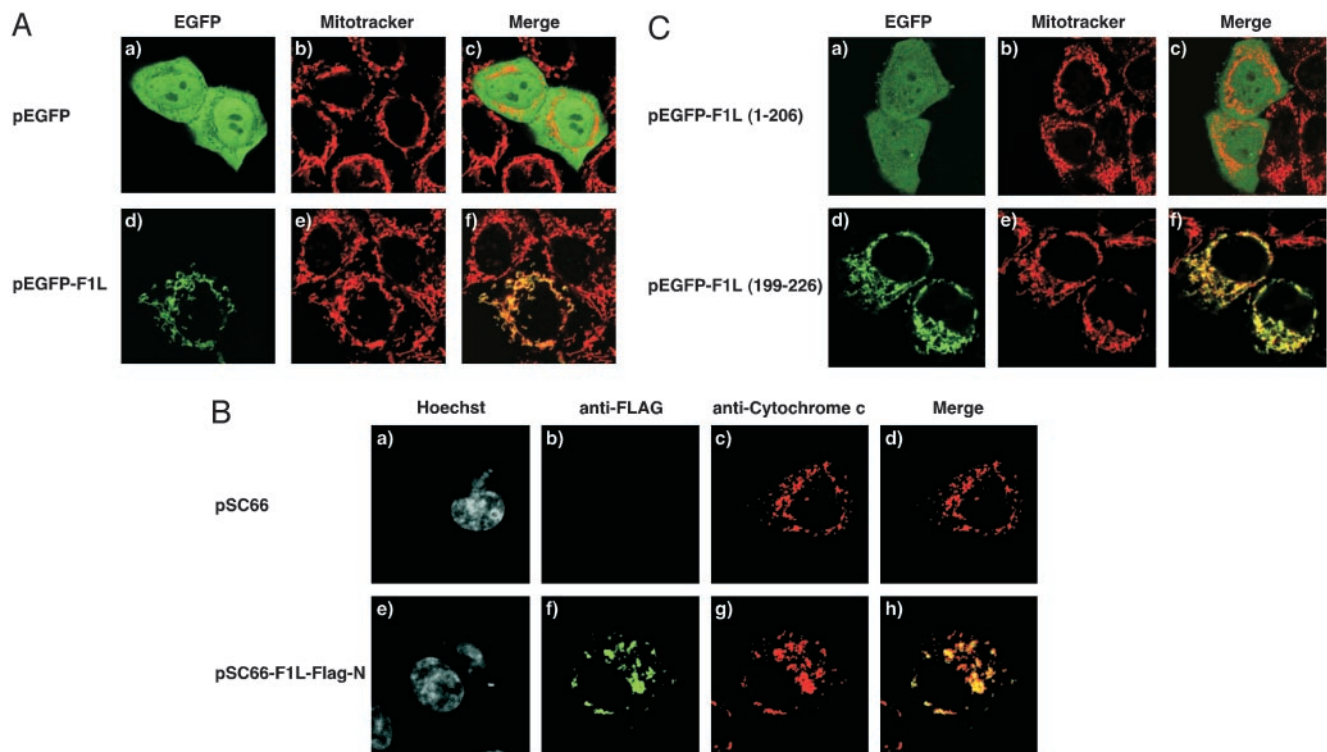 A
EGFP Mitotracker Merge
a) b) c)
pEGFP
d) e) f)
pEGFP-F1L
C
EGFP Mitotracker Merge
a) b) c)
pEGFP-F1L (1-206)
d) e) f)
pEGFP-F1L (199-226)
B
Hoechst anti-FLAG anti-Cytochrome c Merge
a) b) c) d)
pSC66
e) f) g) h)
pSC66-F1L-Flag-N